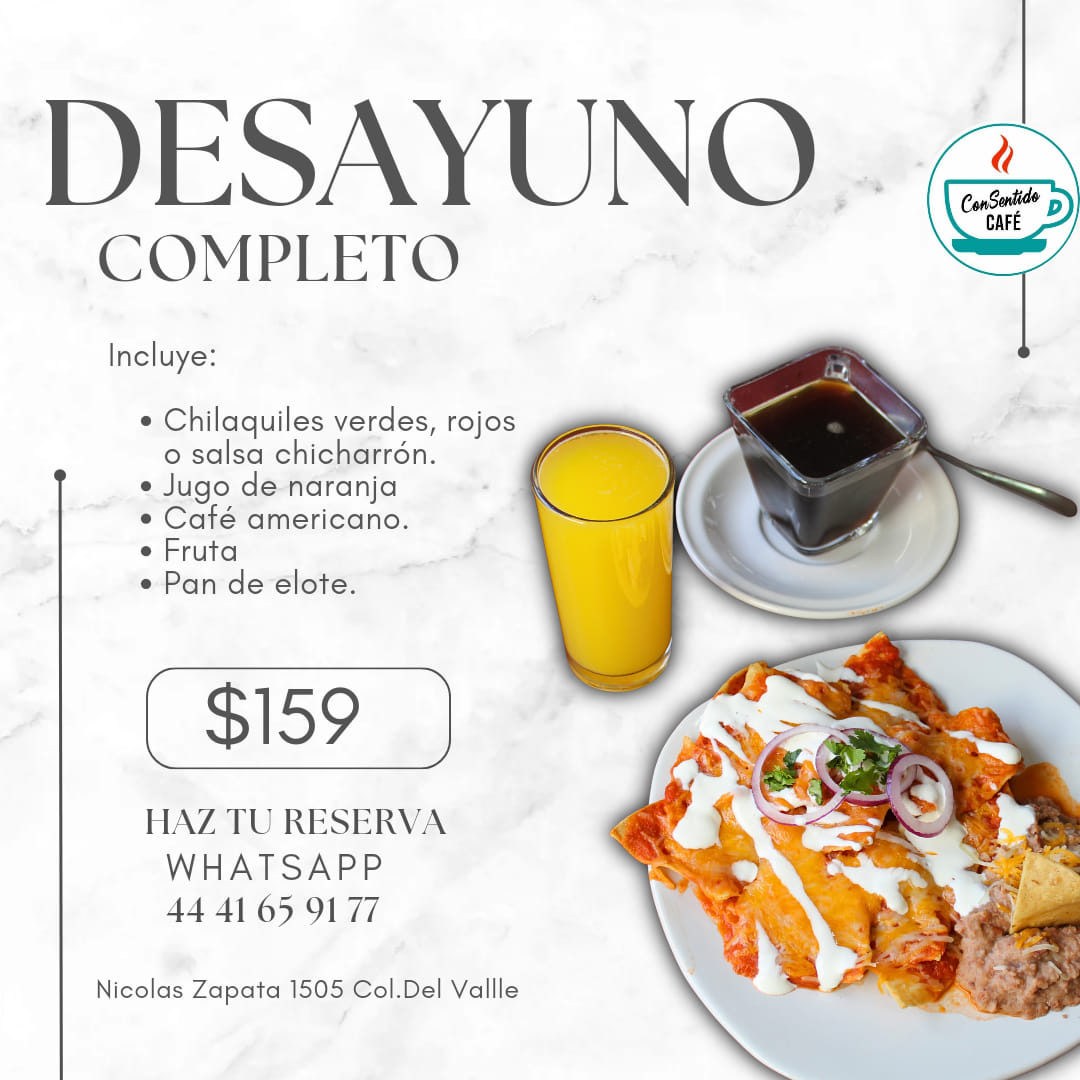 DESAYUNO
COMPLETO
ConSentido
CAFÉ
Incluye:
• Chilaquiles verdes, rojos
o salsa chicharrón.
• Jugo de naranja
• Café americano.
• Fruta
• Pan de elote.
$159
HAZ TU RESERVA
WHATSAPP
44 41 65 91 77
Nicolas Zapata 1505 Col.Del Vallle